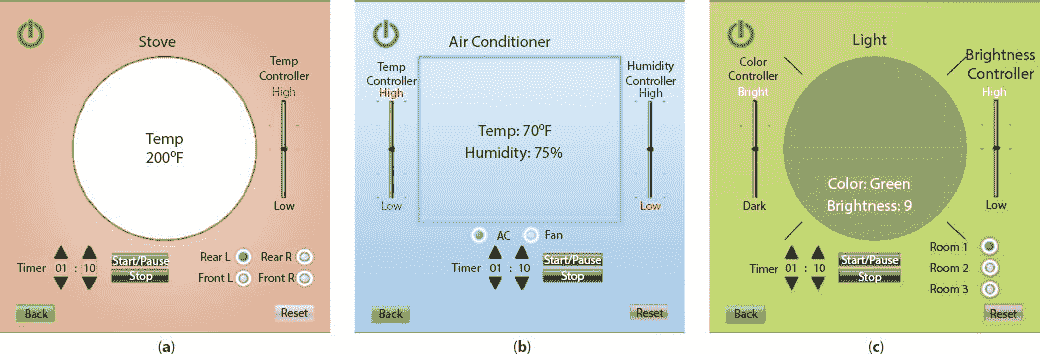 Stove
Temp
Controller
High
Temp
200⁰F
Low
Timer 01 : 10
Start/Pause
Stop
Rear L Rear R
Front L Front R
Back
Reset
(a)
Air Conditioner
Temp
Controller
High
Humidity
Controller
High
Temp: 70⁰F
Humidity: 75%
Low
Low
AC Fan
Timer 01 : 10
Start/Pause
Stop
Back
Reset
(b)
Light
Color
Controller
Bright
Brightness
Controller
High
Color: Green
Brightness: 9
Dark
Low
Timer 01 : 10
Start/Pause
Stop
Room 1
Room 2
Room 3
Back
Reset
(c)